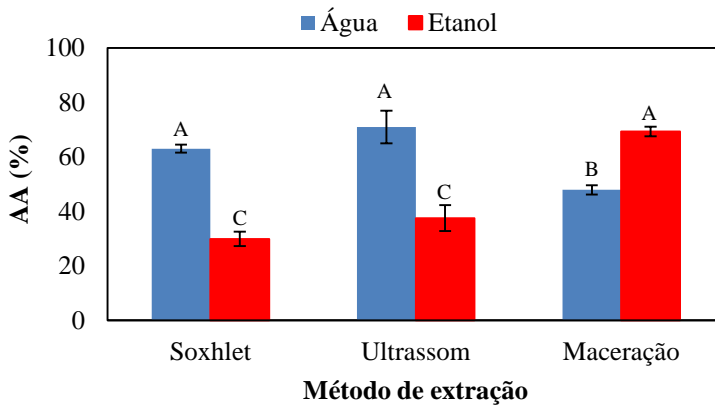 Água Etanol
100
80
60
40
20
0
AA (%)
A
C
A
C
B
A
Soxhlet Ultrassom Maceração
Método de extração